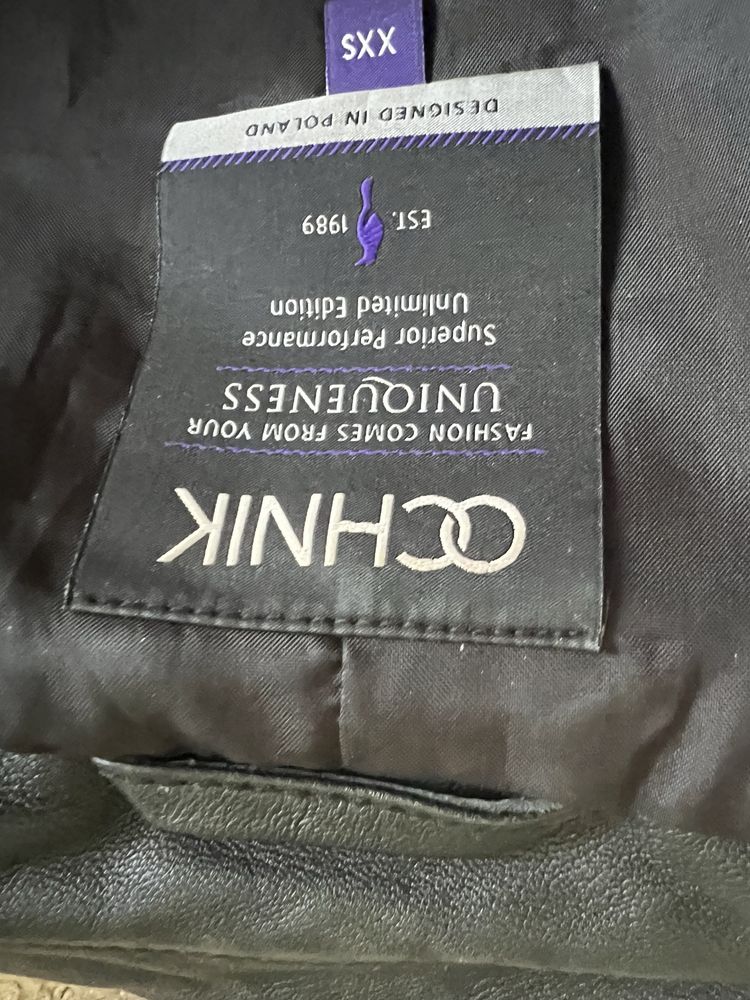 OCHNIK
FASHION COMES FROM YOUR
UNIQUENESS
Superior Performance
Unlimited Edition
EST. 1989
DESIGNED IN POLAND
XXS